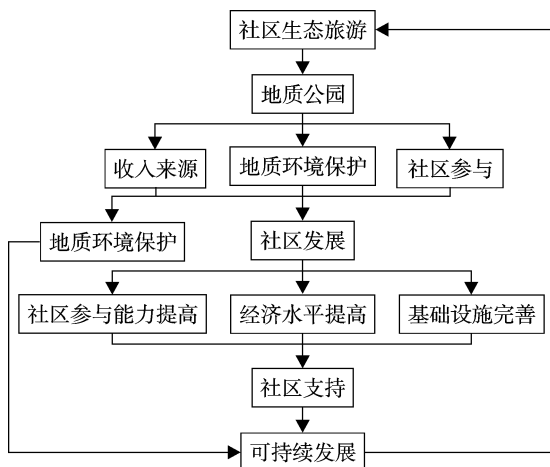 社区生态旅游
地质公园
收入来源
地质环境保护
社区参与
地质环境保护
社区发展
社区参与能力提高
经济水平提高
基础设施完善
社区支持
可持续发展